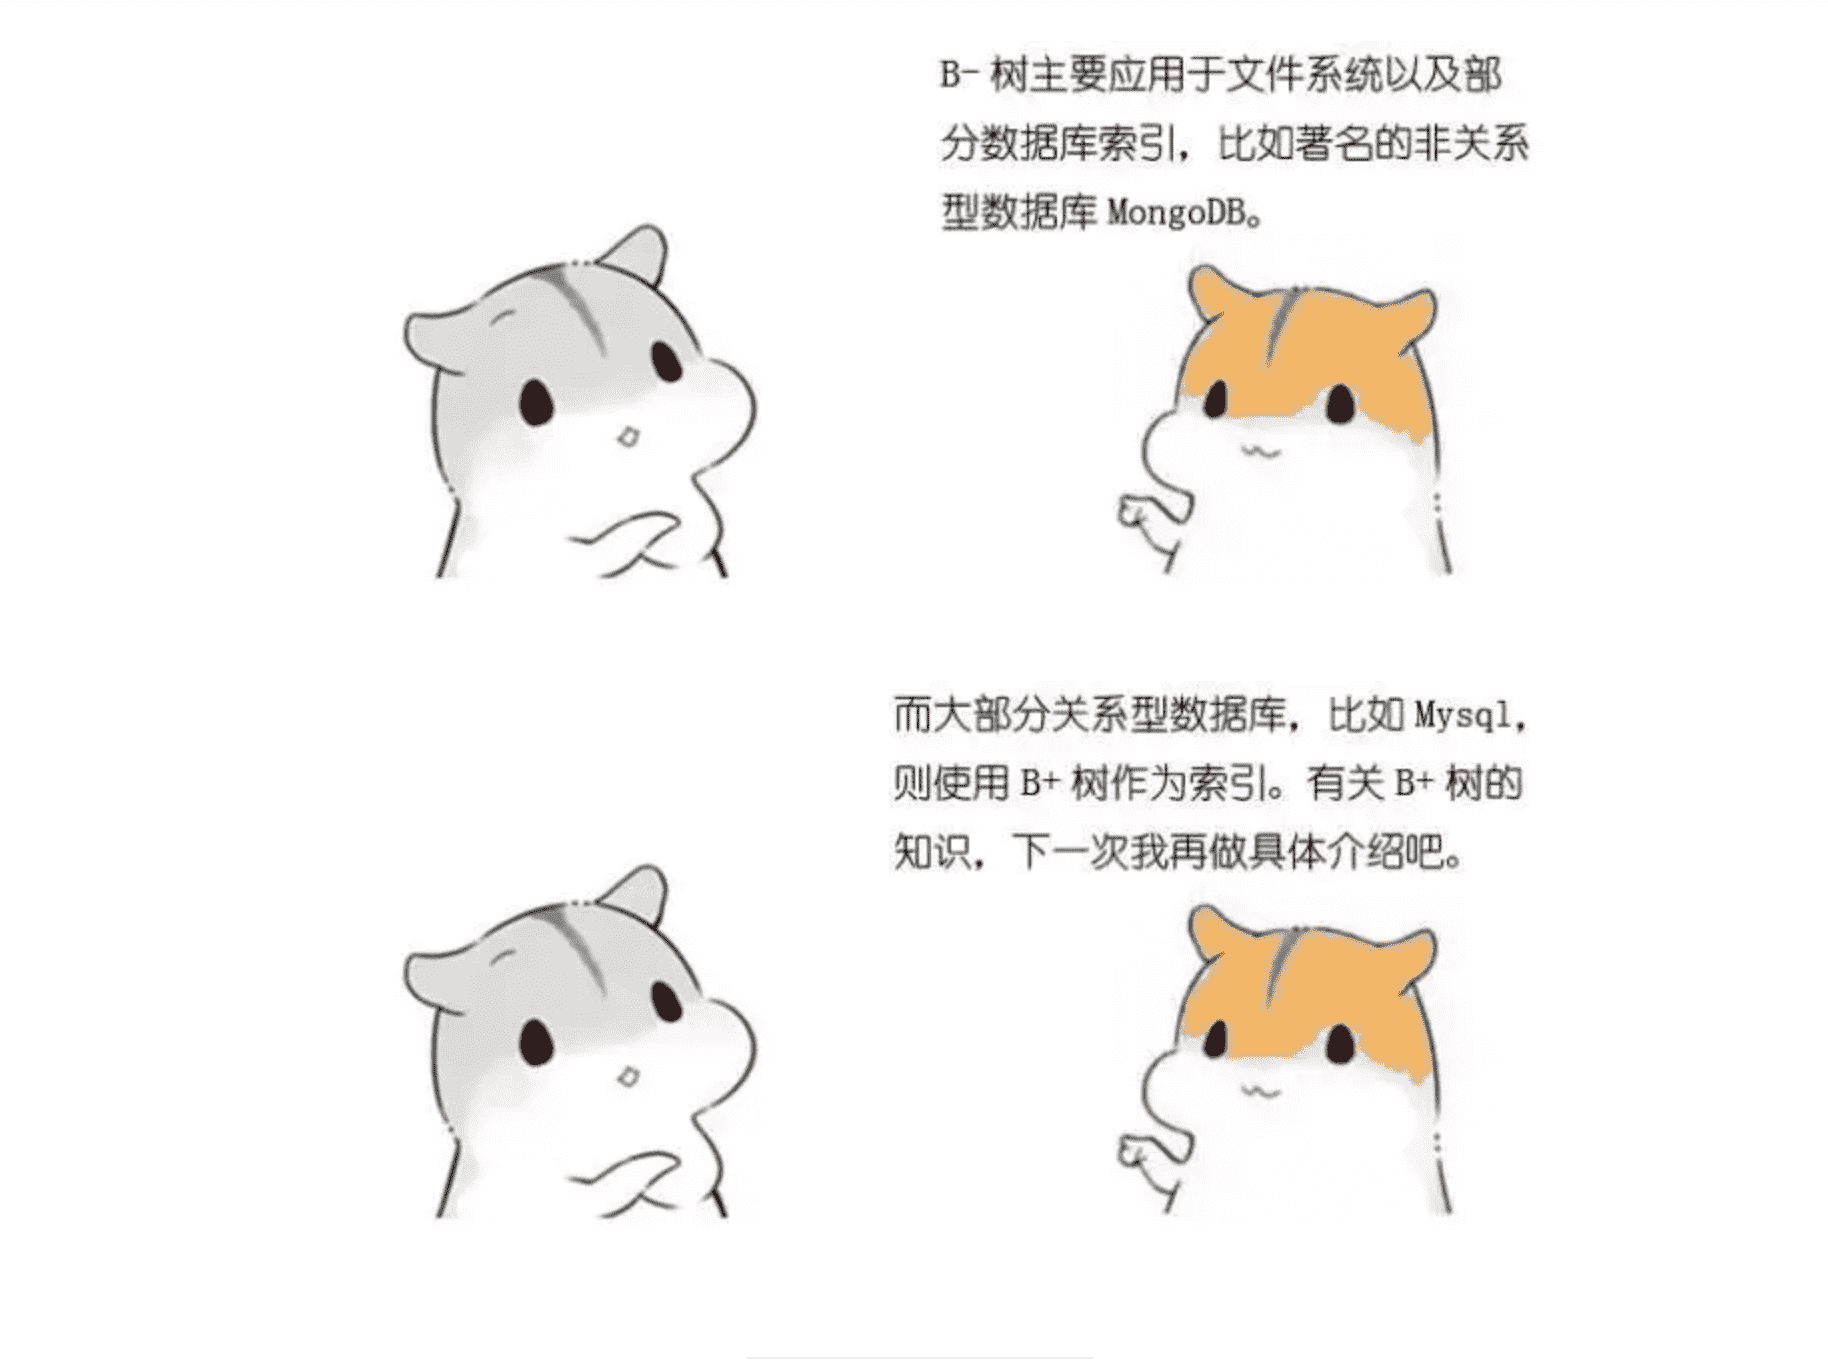 B- 树主要应用于文件系统以及部
分数据库索引，比如著名的非关系
型数据库 MongoDB。
而大部分关系型数据库，比如 Mysql，
则使用 B+ 树作为索引。有关 B+ 树的
知识，下一次我再做具体介绍吧。